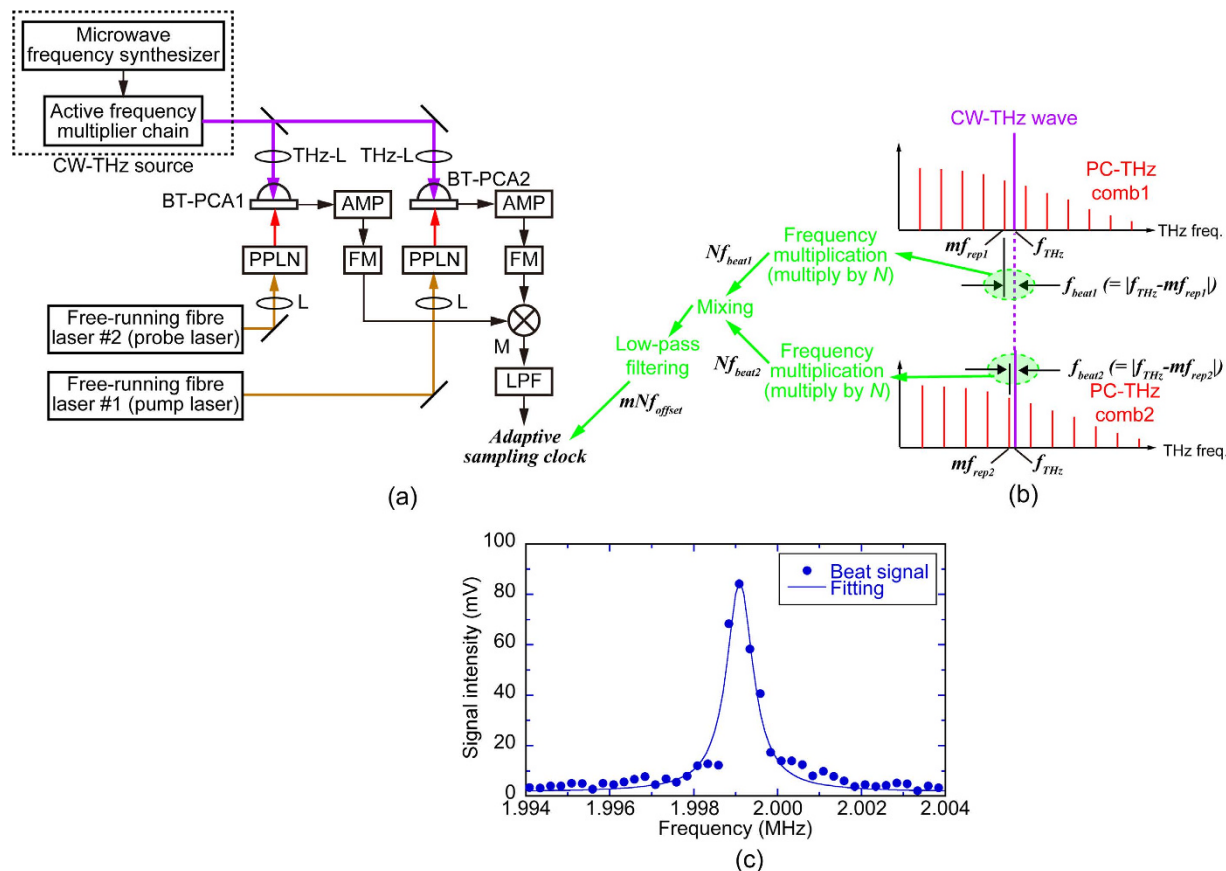 Microwave
frequency synthesizer
Active frequency
multiplier chain
CW-THz source
THz-L
THz-L
BT-PCA1
BT-PCA2
AMP
AMP
PPLN
FM
PPLN
FM
L
L
Free-running fibre
laser #2 (probe laser)
M
Free-running fibre
laser #1 (pump laser)
LPF
Adaptive
sampling clock
(a)
CW-THz wave
PC-THz
comb1
THz freq.
mf_rep1
f_THz
Frequency
multiplication
(multiply by N)
Nf_beat1
f_beat1 (= |f_THz-mf_rep1|)
Mixing
Low-pass
filtering
Nf_beat2
Frequency
multiplication
(multiply by N)
f_beat2 (= |f_THz-mf_rep2|)
mNf_offset
PC-THz
comb2
THz freq.
mf_rep2
f_THz
(b)
100
80
60
40
20
0
Signal intensity (mV)
Beat signal
Fitting
1.994
1.996
1.998
2.000
2.002
2.004
Frequency (MHz)
(c)